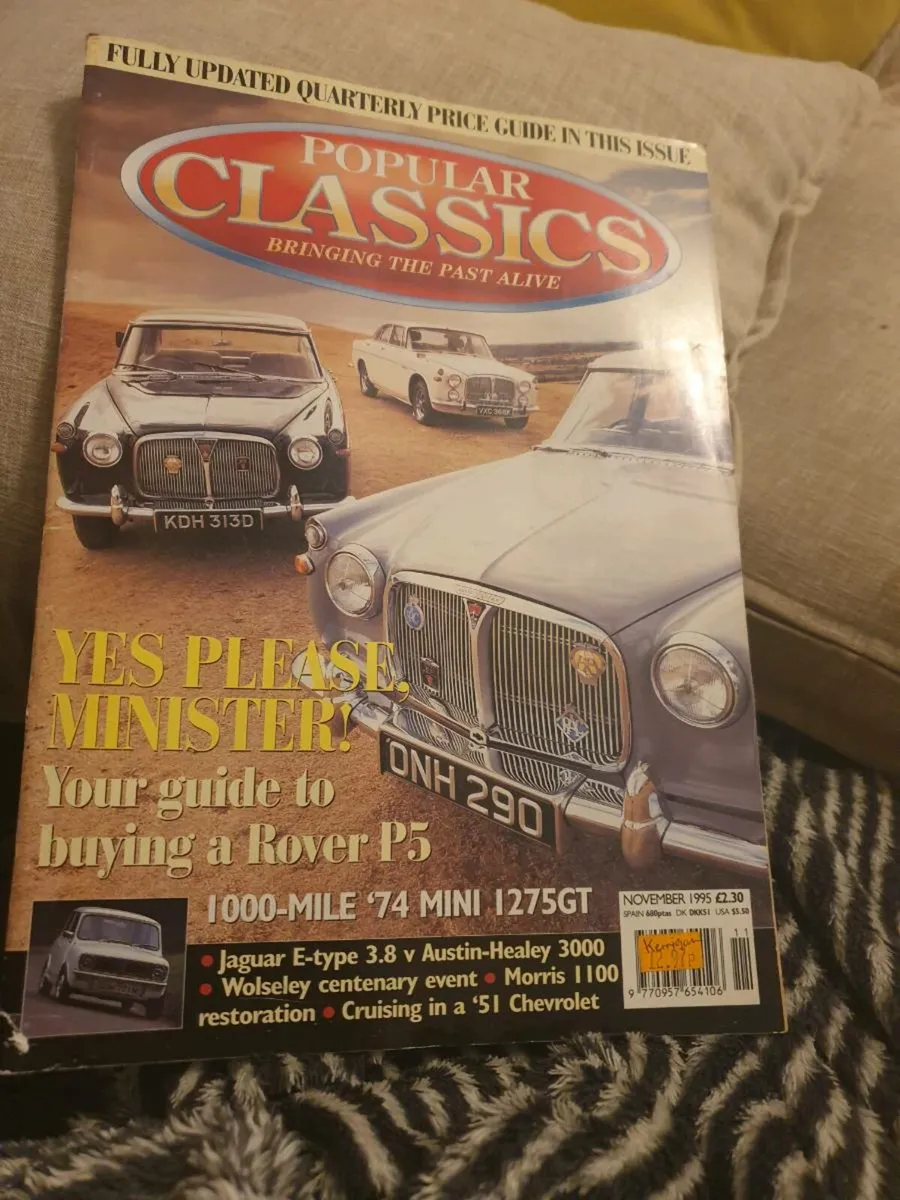 FULLY UPDATED QUARTERLY PRICE GUIDE IN THIS ISSUE
POPULAR
CLASSICS
BRINGING THE PAST ALIVE
KDH 313D
ONH 290
YES PLEASE,
MINISTER!
Your guide to
buying a Rover P5
1000-MILE '74 MINI 1275GT
• Jaguar E-type 3.8 v Austin-Healey 3000
• Wolseley centenary event • Morris 1100
restoration • Cruising in a '51 Chevrolet
NOVEMBER 1995 £2.30
SPAIN 680ptas DK DKK51 USA $5.50
11
9 770957 654106